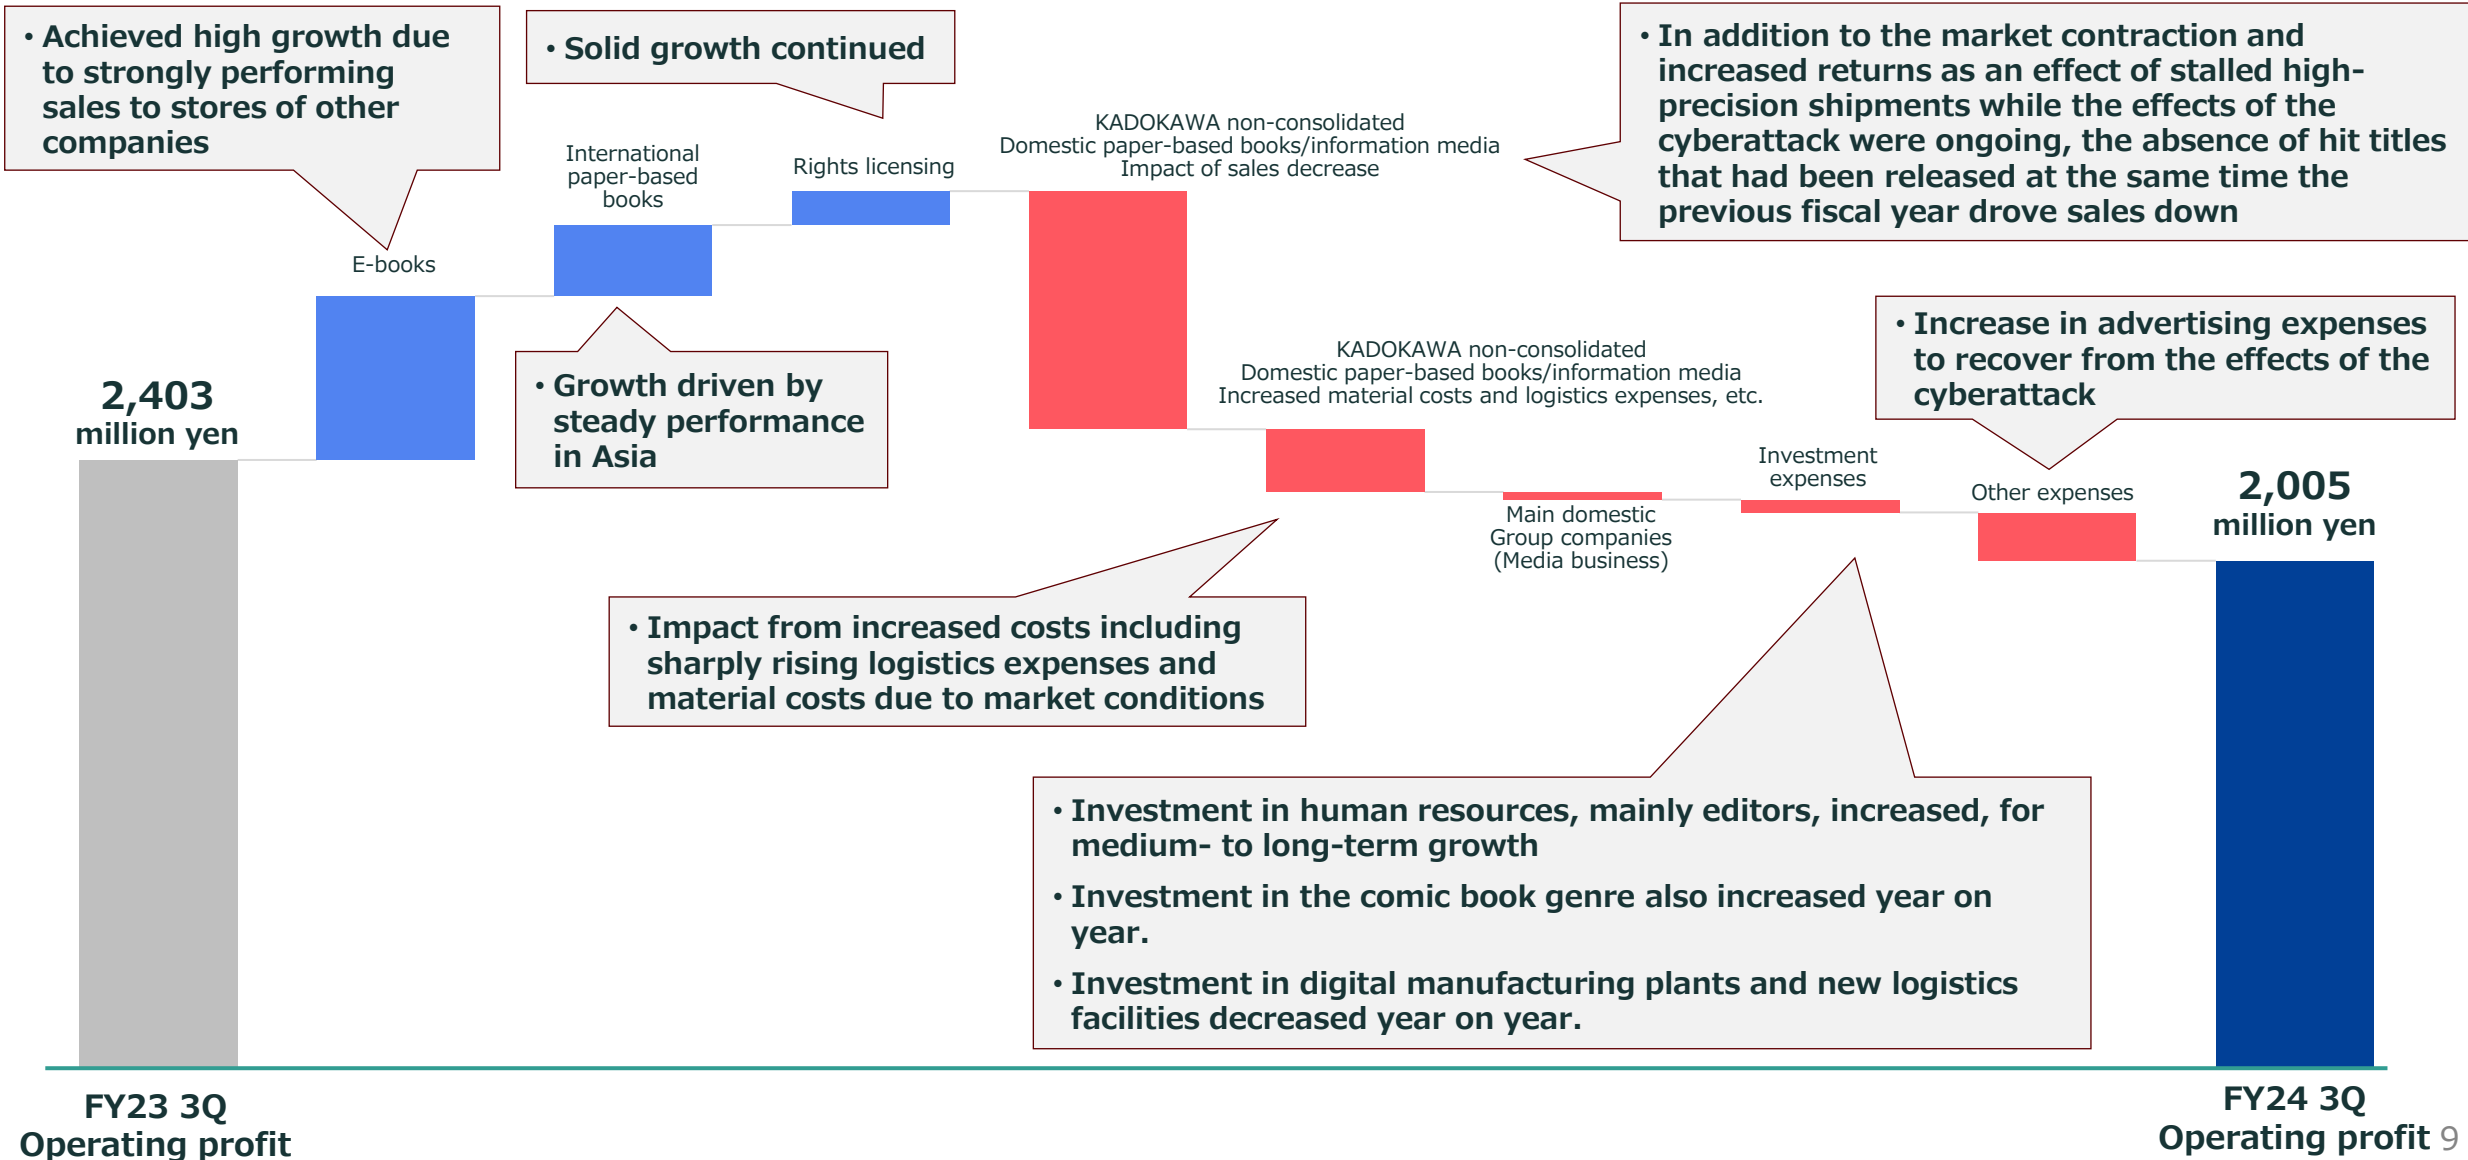 • Achieved high growth due
to strongly performing
sales to stores of other
companies
• Solid growth continued
• In addition to the market contraction and
increased returns as an effect of stalled high-
precision shipments while the effects of the
cyberattack were ongoing, the absence of hit titles
that had been released at the same time the
previous fiscal year drove sales down
E-books
International
paper-based
books
Rights licensing
KADOKAWA non-consolidated
Domestic paper-based books/information media
Impact of sales decrease
2,403
million yen
• Growth driven by
steady performance
in Asia
KADOKAWA non-consolidated
Domestic paper-based books/information media
Increased material costs and logistics expenses, etc.
• Increase in advertising expenses
to recover from the effects of the
cyberattack
Main domestic
Group companies
(Media business)
Investment
expenses
Other expenses
2,005
million yen
• Impact from increased costs including
sharply rising logistics expenses and
material costs due to market conditions
• Investment in human resources, mainly editors, increased, for
medium- to long-term growth
• Investment in the comic book genre also increased year on
year.
• Investment in digital manufacturing plants and new logistics
facilities decreased year on year.
FY23 3Q
Operating profit
FY24 3Q
Operating profit
9